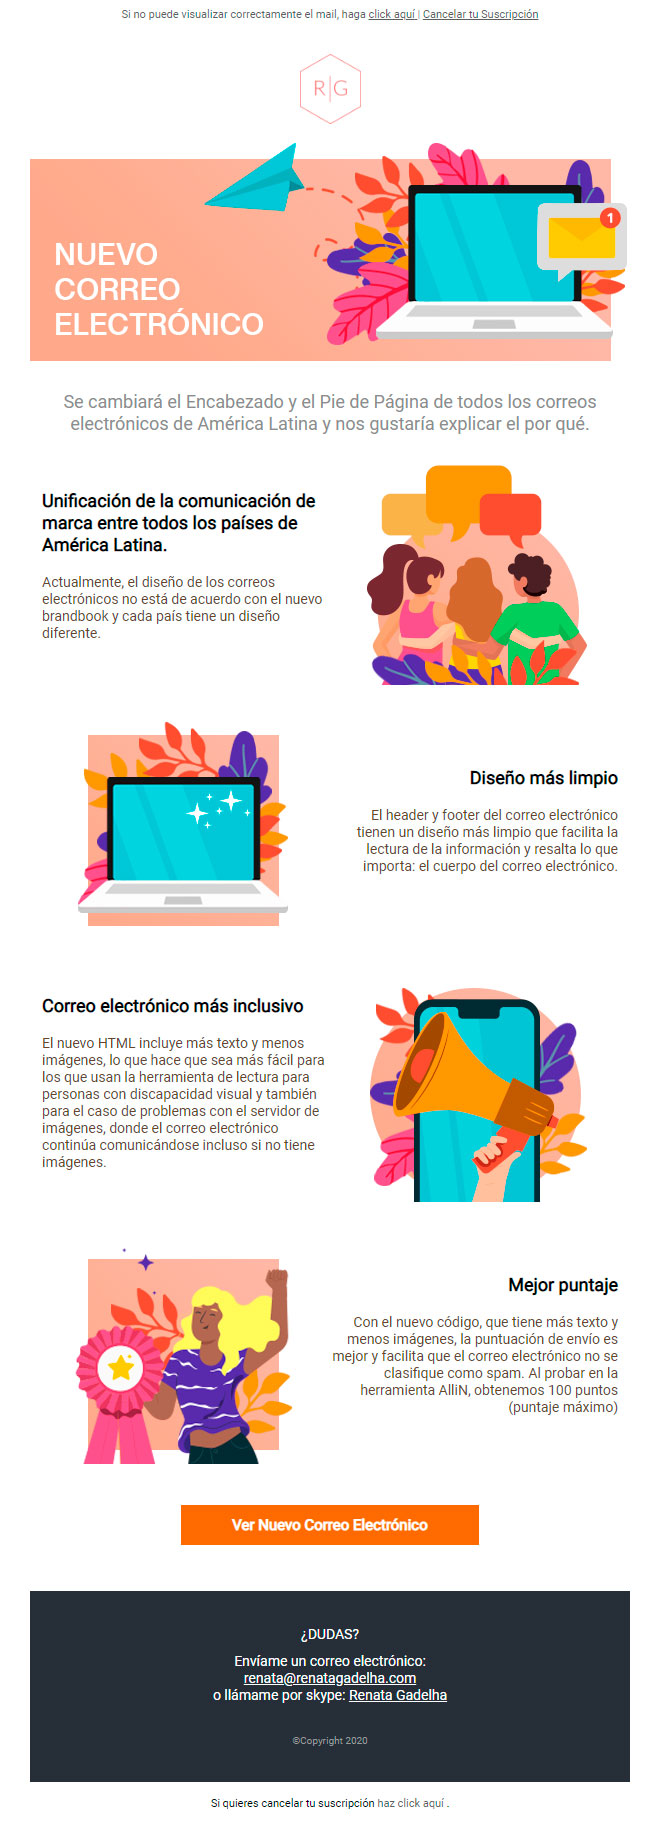 Si no puede visualizar correctamente el mail, haga click aquí | Cancelar tu Suscripción
R|G
1
NUEVO
CORREO
ELECTRÓNICO
Se cambiará el Encabezado y el Pie de Página de todos los correos
electrónicos de América Latina y nos gustaría explicar el por qué.
Unificación de la comunicación de
marca entre todos los países de
América Latina.
Actualmente, el diseño de los correos
electrónicos no está de acuerdo con el nuevo
brandbook y cada país tiene un diseño
diferente.
Diseño más limpio
El header y footer del correo electrónico
tienen un diseño más limpio que facilita la
lectura de la información y resalta lo que
importa: el cuerpo del correo electrónico.
Correo electrónico más inclusivo
El nuevo HTML incluye más texto y menos
imágenes, lo que hace que sea más fácil para
los que usan la herramienta de lectura para
personas con discapacidad visual y también
para el caso de problemas con el servidor de
imágenes, donde el correo electrónico
continúa comunicándose incluso si no tiene
imágenes.
Mejor puntaje
Con el nuevo código, que tiene más texto y
menos imágenes, la puntuación de envío es
mejor y facilita que el correo electrónico no se
clasifique como spam. Al probar en la
herramienta AlliN, obtenemos 100 puntos
(puntaje máximo)
Ver Nuevo Correo Electrónico
¿DUDAS?
Envíame un correo electrónico:
renata@renatagadelha.com
o llámame por skype: Renata Gadelha
©Copyright 2020
Si quieres cancelar tu suscripción haz click aquí .